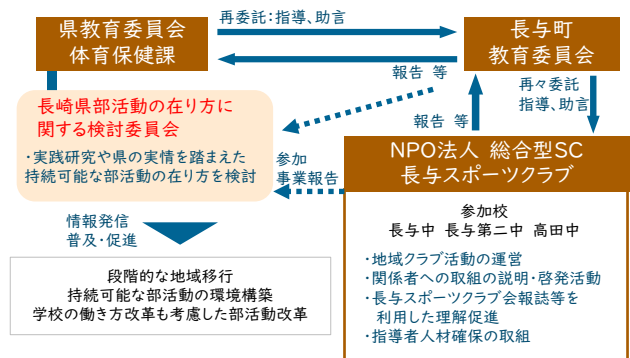 県教育委員会
体育保健課
再委託：指導、助言
長与町
教育委員会
報告 等
再々委託
指導、助言
長崎県部活動の在り方に
関する検討委員会
・実践研究や県の実情を踏まえた
持続可能な部活動の在り方を検討
報告 等
参加
事業報告
NPO法人 総合型SC
長与スポーツクラブ
参加校
長与中 長与第二中 高田中
・地域クラブ活動の運営
・関係者への取組の説明・啓発活動
・長与スポーツクラブ会報誌等を
利用した理解促進
・指導者人材確保の取組
情報発信
普及・促進
段階的な地域移行
持続可能な部活動の環境構築
学校の働き方改革も考慮した部活動改革